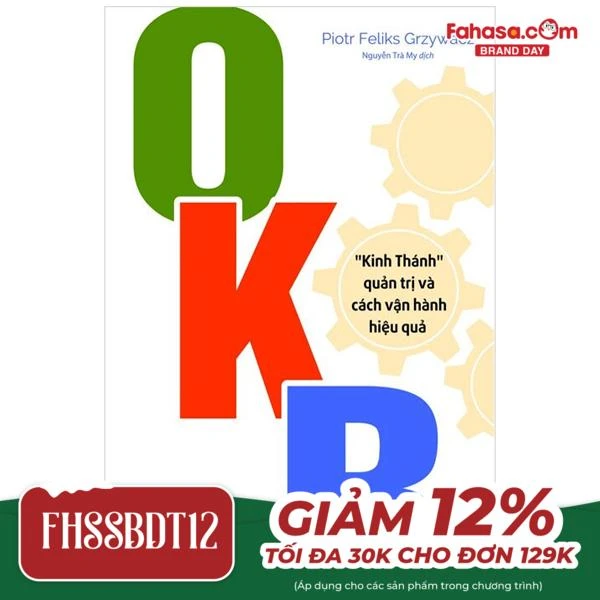 Fahasa.com
BRAND DAY
Piotr Feliks Grzywacz
Nguyễn Trà My dịch
O
K
R
"Kinh Thánh"
quản trị và
cách vận hành
hiệu quả
FHSSBDT12
GIẢM 12%
TỐI ĐA 30K CHO ĐƠN 129K
(Áp dụng cho các sản phẩm trong chương trình)